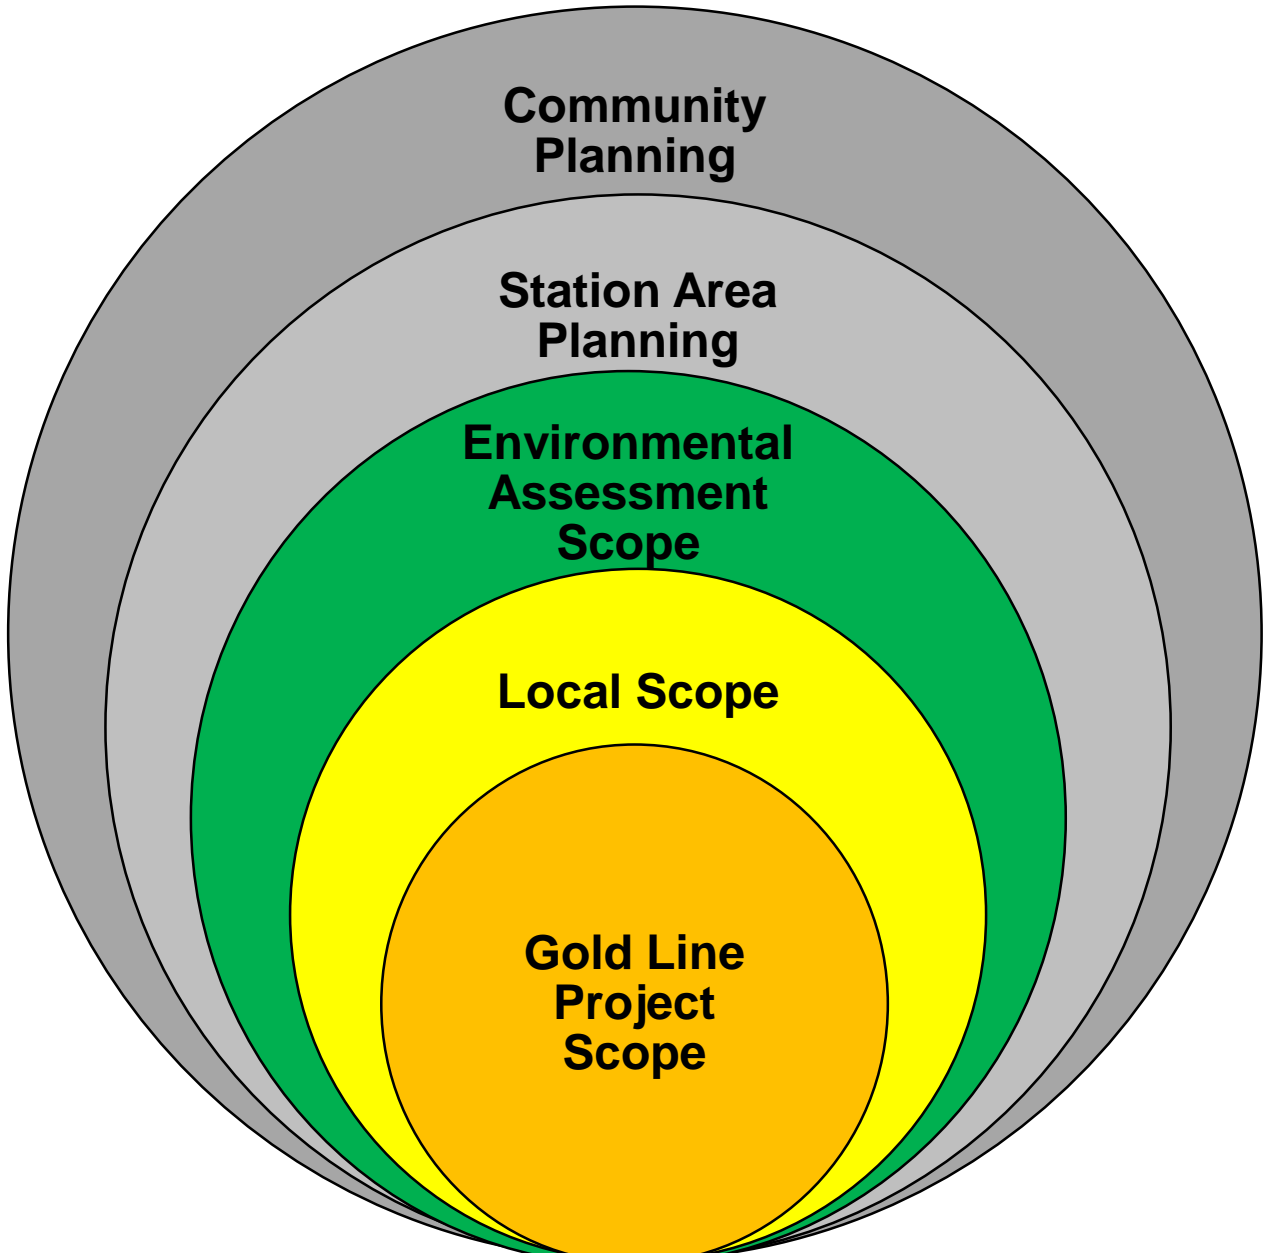 Community
Planning
Station Area
Planning
Environmental
Assessment
Scope
Local Scope
Gold Line
Project
Scope